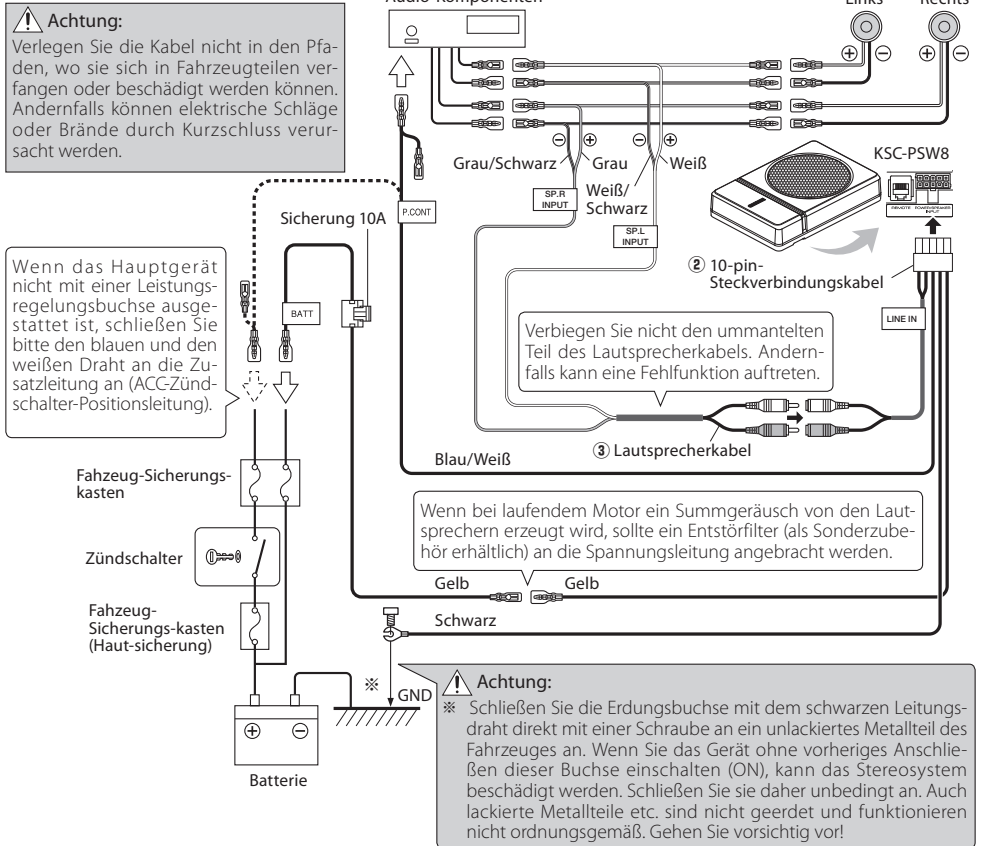 Audio-Komponenten
Links
Rechts
Achtung:
Verlegen Sie die Kabel nicht in den Pfa-
den, wo sie sich in Fahrzeugteilen ver-
fangen oder beschädigt werden können.
Andernfalls können elektrische Schläge
oder Brände durch Kurzschluss verur-
sacht werden.
⊕ ⊖ ⊕ ⊖
⊖ ⊕ ⊖ ⊕
Grau/Schwarz
Grau
Weiß/
Schwarz
Weiß
KSC-PSW8
REMOTE POWER/SPEAKER
INPUT
SP.R
INPUT
SP.L
INPUT
P.CONT
Sicherung 10A
BATT
② 10-pin-
Steckverbindungskabel
LINE IN
Wenn das Hauptgerät
nicht mit einer Leistungs-
regelungsbuchse ausge-
stattet ist, schließen Sie
bitte den blauen und den
weißen Draht an die Zu-
satzleitung an (ACC-Zünd-
schalter-Positionsleitung).
Verbiegen Sie nicht den ummantelten
Teil des Lautsprecherkabels. Andern-
falls kann eine Fehlfunktion auftreten.
③ Lautsprecherkabel
Blau/Weiß
Fahzeug-Sicherungs-
kasten
Wenn bei laufendem Motor ein Summgeräusch von den Laut-
sprechern erzeugt wird, sollte ein Entstörfilter (als Sonderzube-
hör erhältlich) an die Spannungsleitung angebracht werden.
Zündschalter
Gelb
Gelb
Fahzeug-
Sicherungs-kasten
(Haut-sicherung)
Schwarz
※
GND
⊕ ⊖
Batterie
Achtung:
※ Schließen Sie die Erdungsbuchse mit dem schwarzen Leitungs-
draht direkt mit einer Schraube an ein unlackiertes Metallteil des
Fahrzeuges an. Wenn Sie das Gerät ohne vorheriges Anschlie-
ßen dieser Buchse einschalten (ON), kann das Stereosystem
beschädigt werden. Schließen Sie sie daher unbedingt an. Auch
lackierte Metallteile etc. sind nicht geerdet und funktionieren
nicht ordnungsgemäß. Gehen Sie vorsichtig vor!